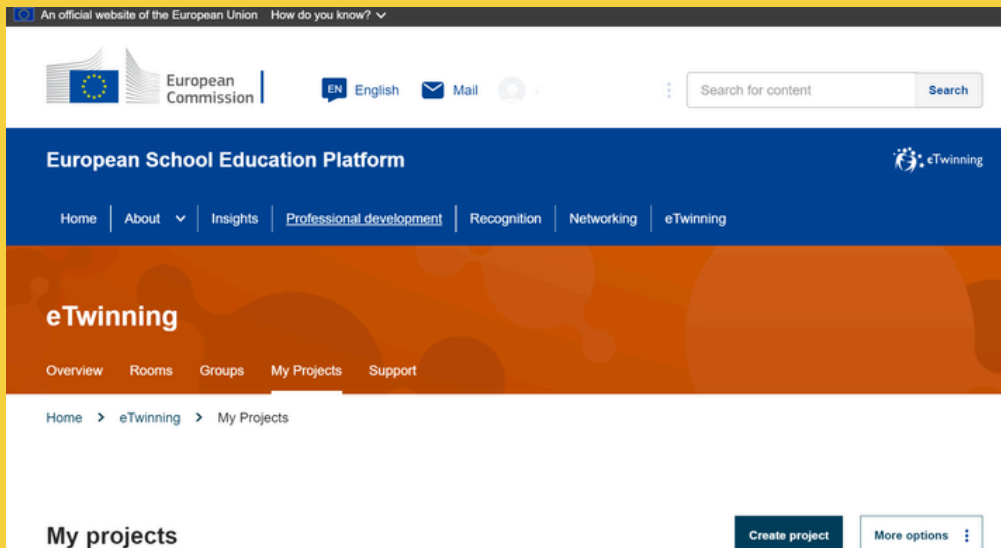 An official website of the European Union How do you know?
European
Commission
EN English Mail
Search for content Search
European School Education Platform
eTwinning
Home About Insights Professional development Recognition Networking eTwinning
eTwinning
Overview Rooms Groups My Projects Support
Home > eTwinning > My Projects
My projects
Create project More options